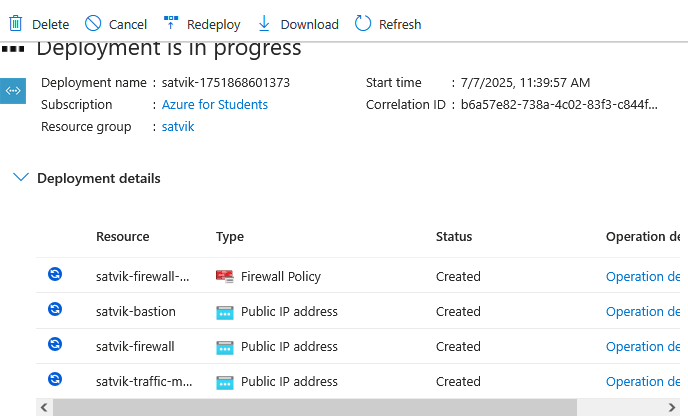 Delete Cancel Redeploy Download Refresh
Deployment is in progress
Deployment name : satvik-1751868601373 Start time : 7/7/2025, 11:39:57 AM
Subscription : Azure for Students Correlation ID : b6a57e82-738a-4c02-83f3-c844f...
Resource group : satvik
Deployment details
Resource Type Status Operation de
satvik-firewall-... Firewall Policy Created Operation de
satvik-bastion Public IP address Created Operation de
satvik-firewall Public IP address Created Operation de
satvik-traffic-m... Public IP address Created Operation de